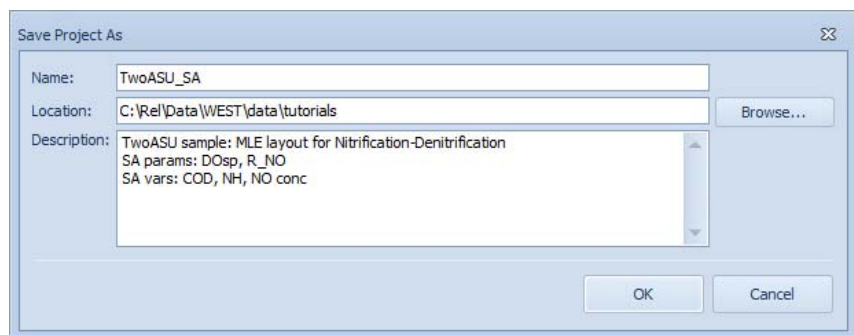 Save Project As
Name: TwoASU_SA
Location: C:\Rel\Data\WEST\data\tutorials Browse...
Description: TwoASU sample: MLE layout for Nitrification-Denitrification
SA params: DOsp, R_NO
SA vars: COD, NH, NO conc
OK Cancel